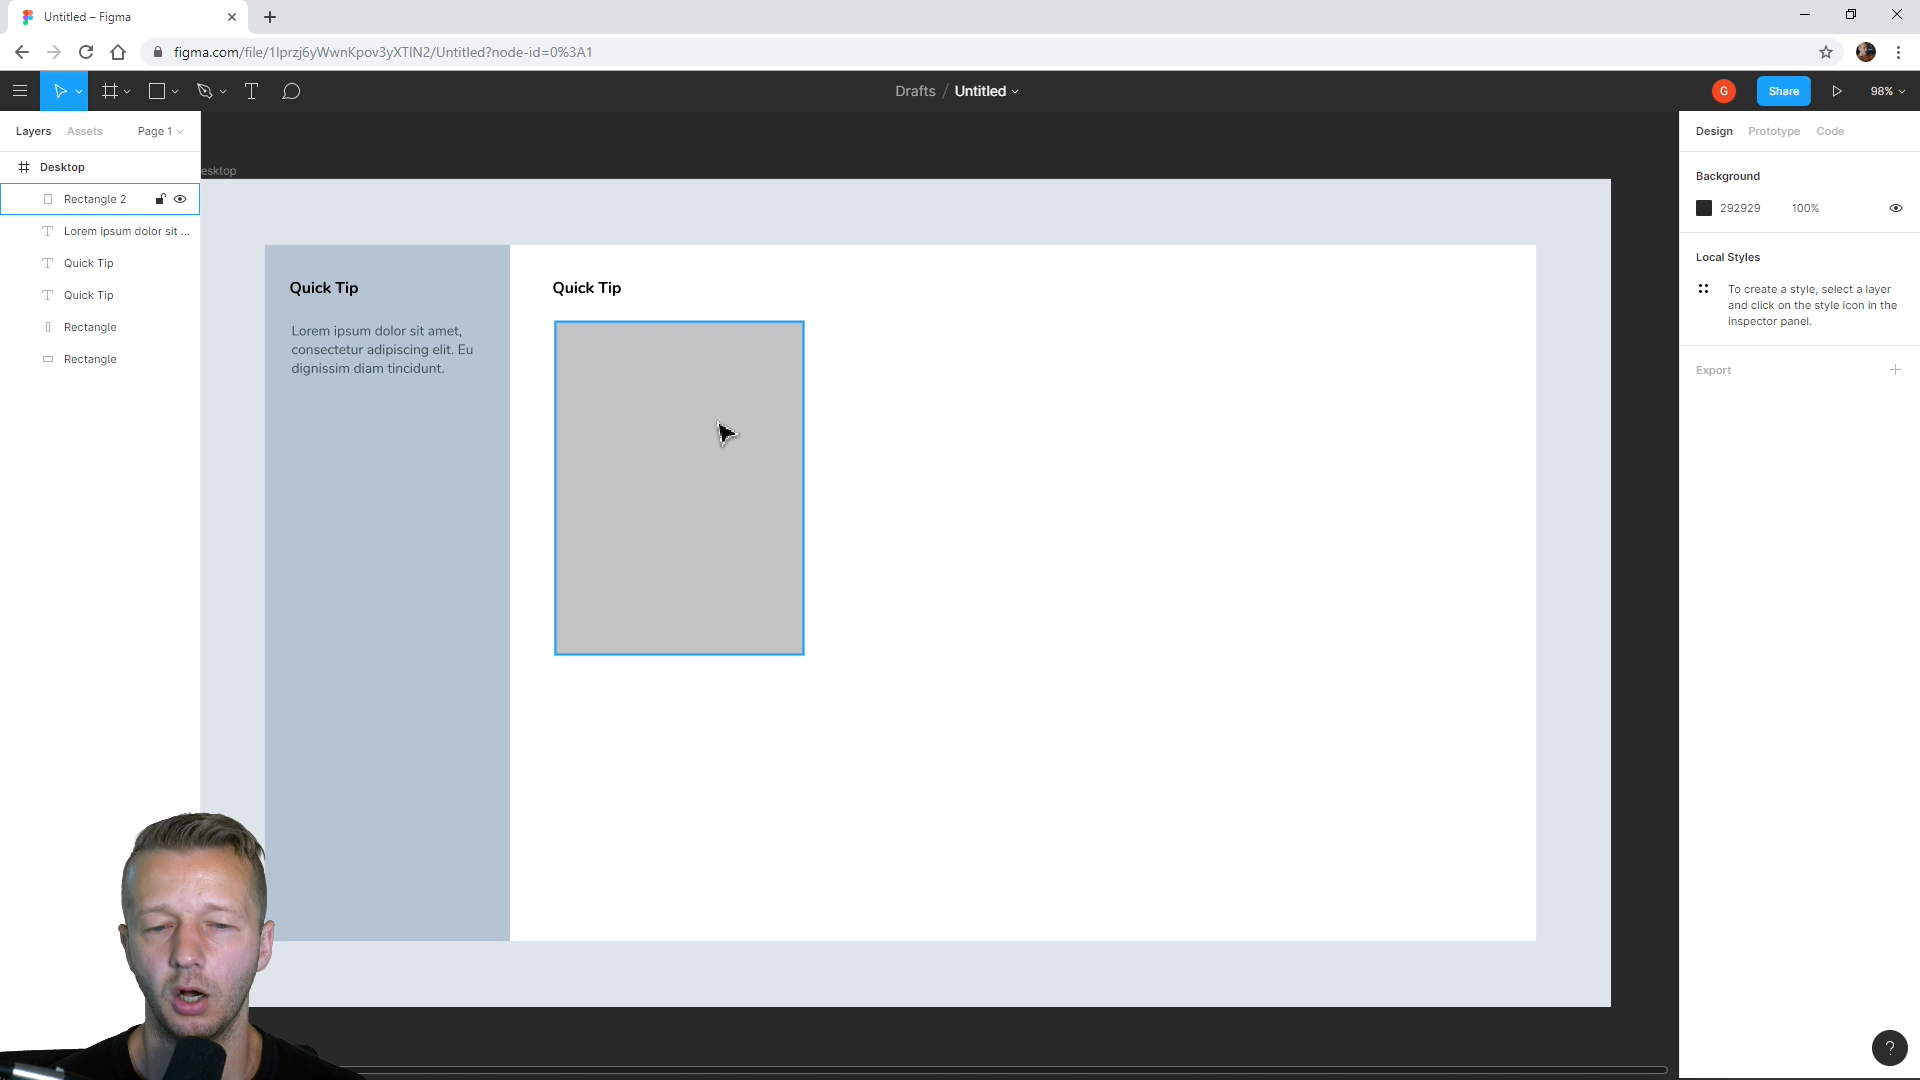 Untitled – Figma
figma.com/file/1lprzj6yWwnKpov3yXTlN2/Untitled?node-id=0%3A1
Drafts / Untitled
G
Share
98%
Layers
Assets
Page 1
Design
Prototype
Code
Desktop
Rectangle 2
Lorem ipsum dolor sit ...
Quick Tip
Quick Tip
Rectangle
Rectangle
esktop
Quick Tip
Lorem ipsum dolor sit amet,
consectetur adipiscing elit. Eu
dignissim diam tincidunt.
Quick Tip
Background
292929 100%
Local Styles
To create a style, select a layer
and click on the style icon in the
inspector panel.
Export
?